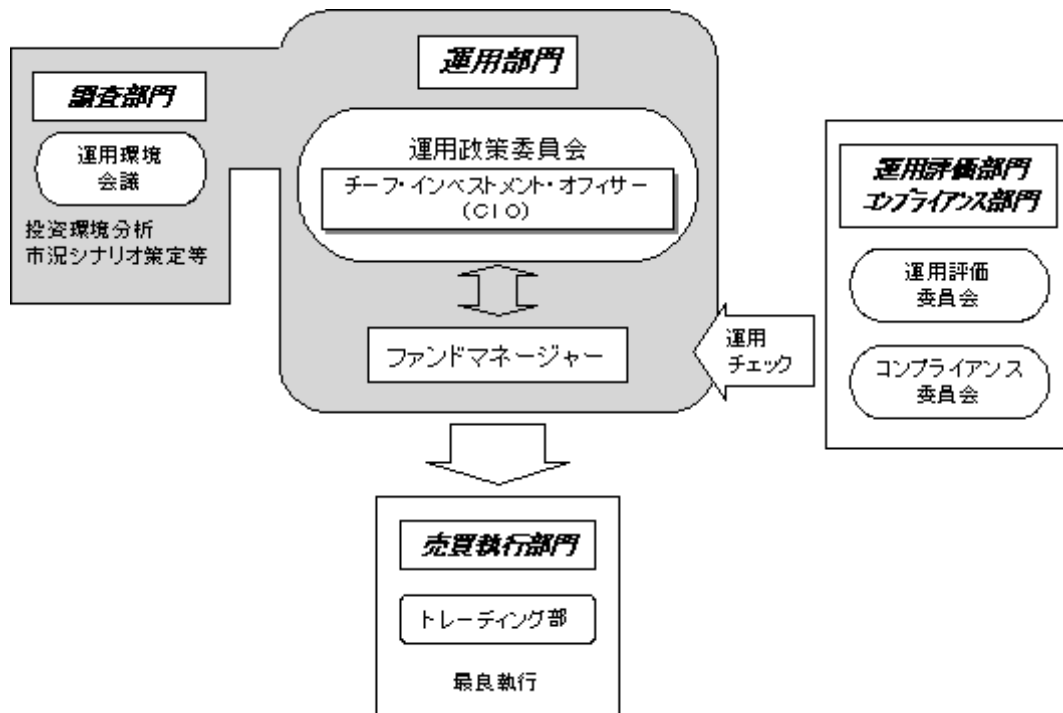 運用部門
調査部門
運用環境
会議
投資環境分析
市況シナリオ策定等
運用政策委員会
チーフ・インベストメント・オフィサー
(CIO)
ファンドマネージャー
運用
チェック
運用評価部門
コンプライアンス部門
運用評価
委員会
コンプライアンス
委員会
売買執行部門
トレーディング部
最良執行